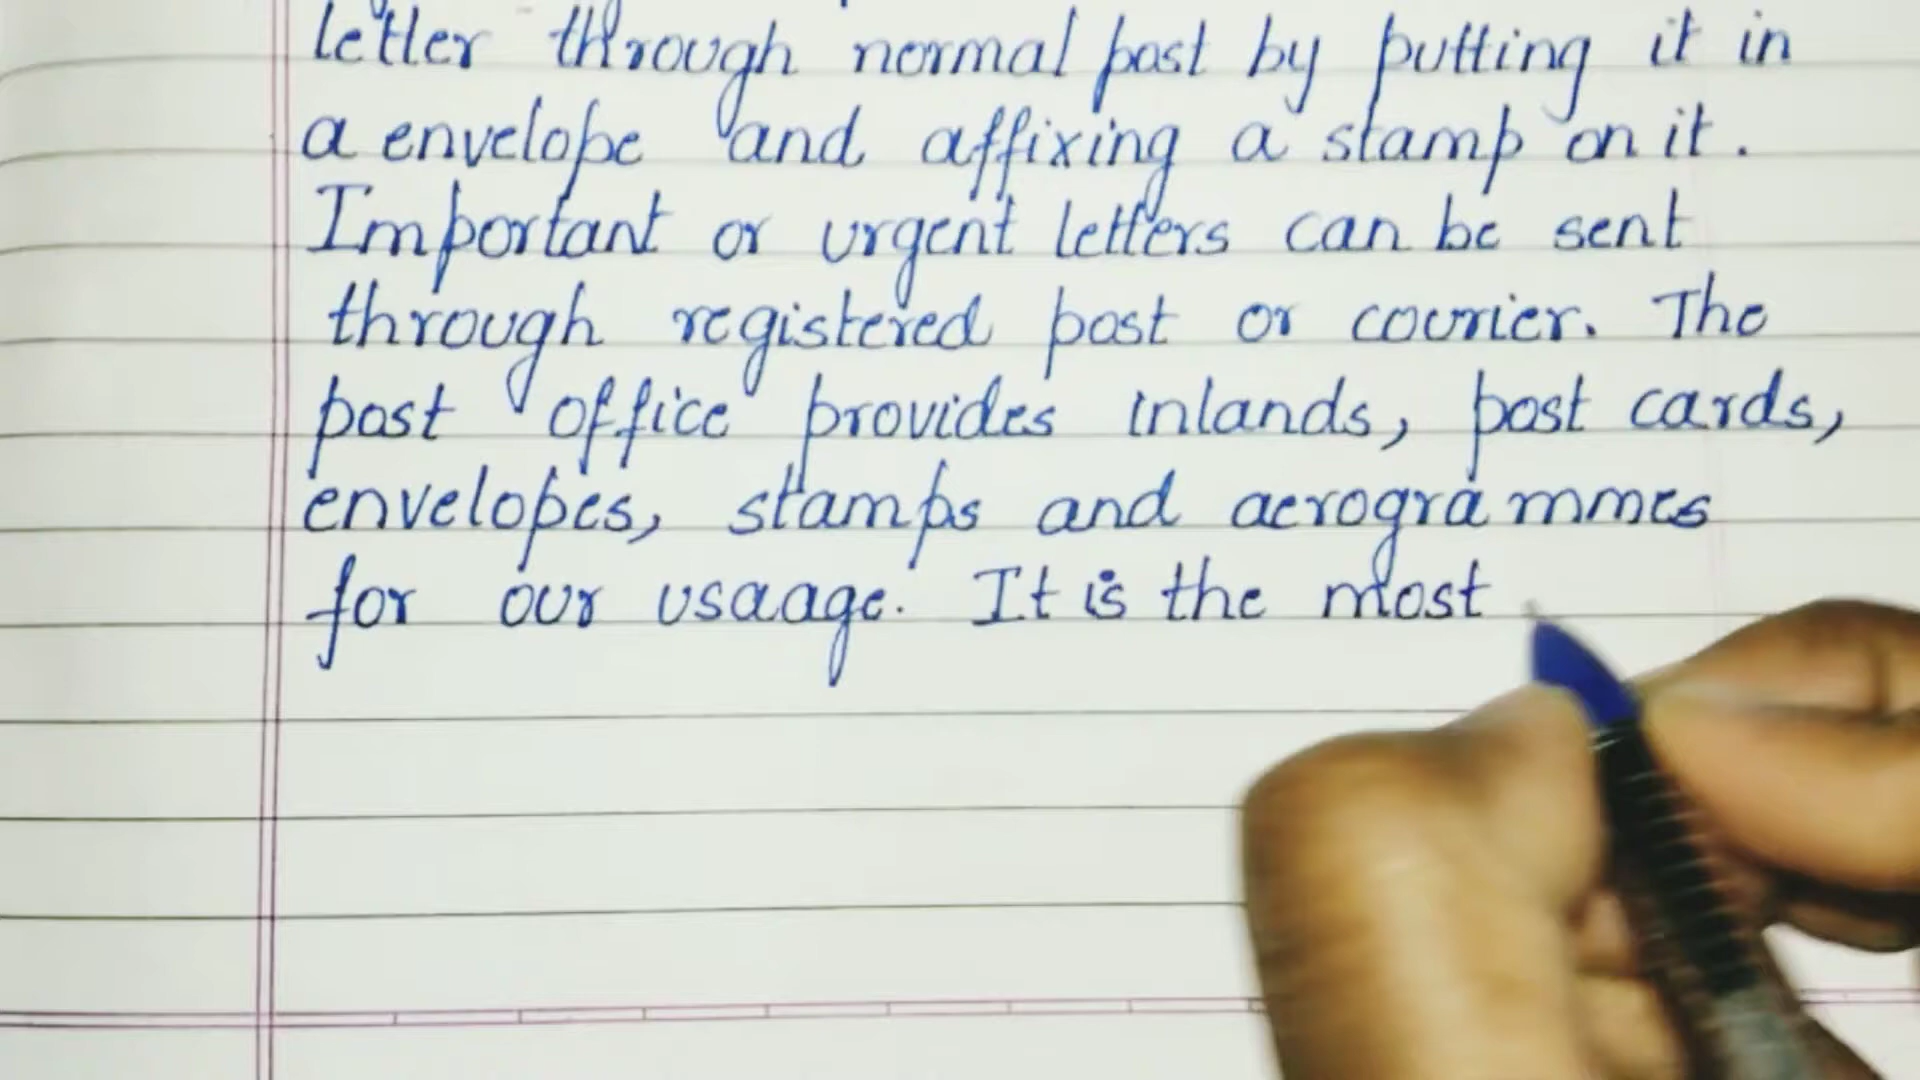 letter through normal post by putting it in
a envelope and affixing a stamp on it.
Important or urgent letters can be sent
through registered post or courier. The
post office provides inlands, post cards,
envelopes, stamps and aerogrammes
for our usaage. It is the most